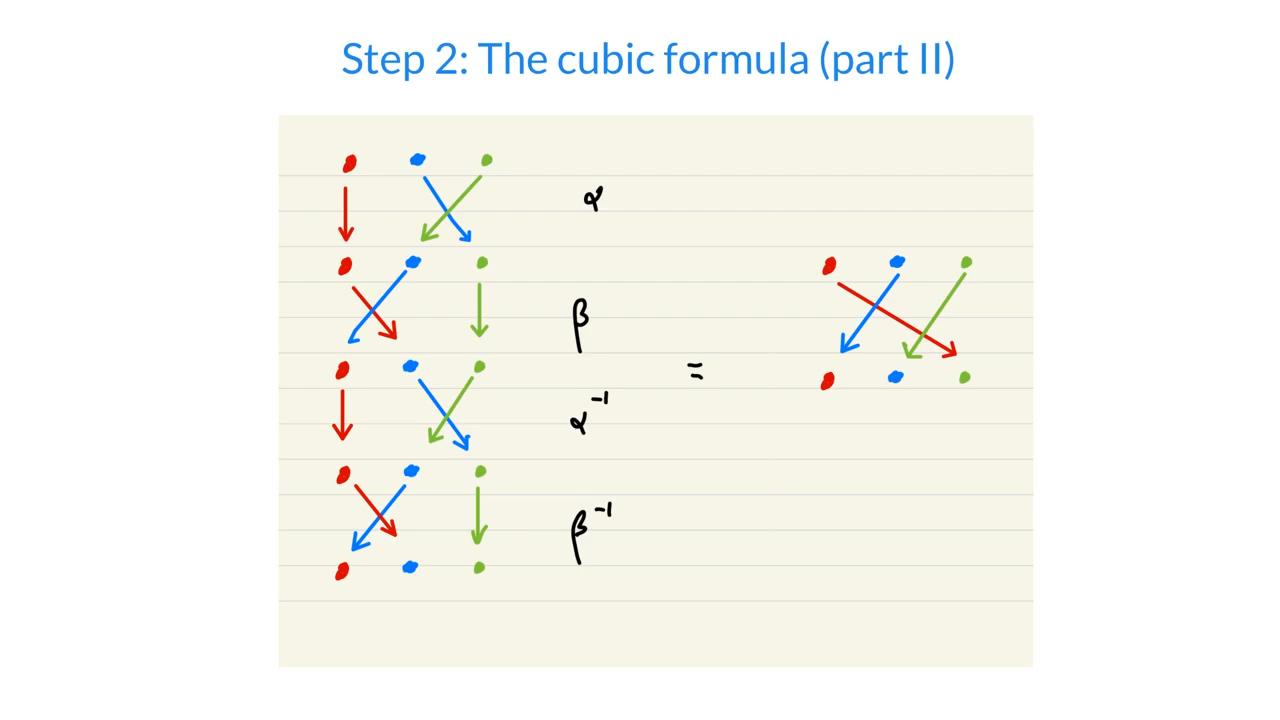 Step 2: The cubic formula (part II)
α
β
=
α⁻¹
β⁻¹